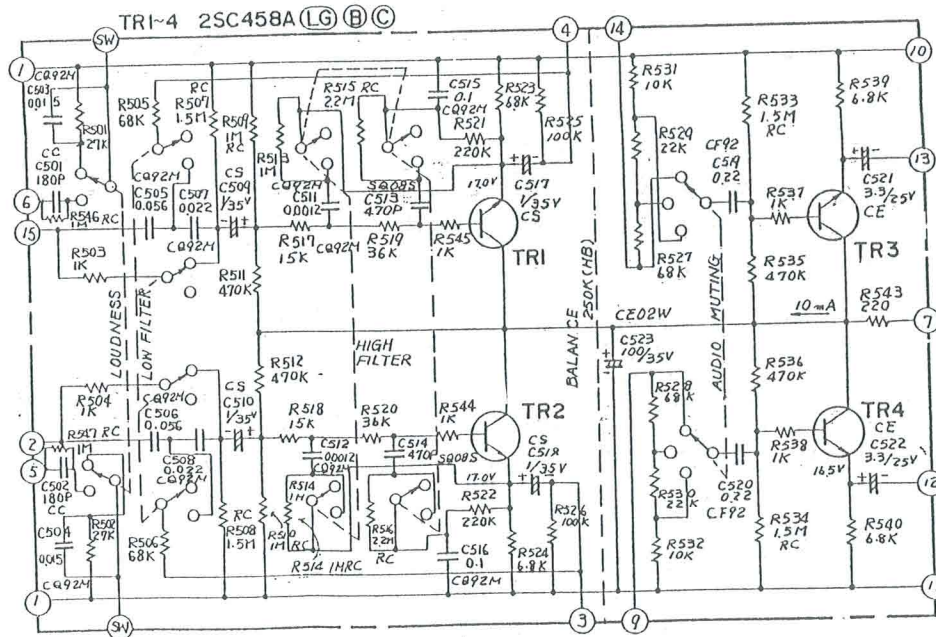 TR1~4 2SC458A (LG) (B) (C)
SW
4
14
1
10
CQ92M
C503
0.015
R501
27K
CC
C501
180P
6
R546 RC
1M
15
R503
1K
RC
R505
68K
R507
1.5M
CQ92M
C505
0.056
C507
0.022
CQ92M
R509
1M
RC
CS
C509
1/35V
R511
470K
R513
1M
R515 RC
22M
CQ92M
C511
0.0012
CQ92M
R517
15K
SQ08S
C513
470P
R519
36K
R545
1K
C515
0.1
CQ92M
R521
220K
R523
68K
R525
100K
17.0V
C517
1/35V
CS
TR1
BALANCE 250K(HB)
R531
10K
R529
22K
R527
68K
CF92
C519
0.22
R533
1.5M
RC
R537
1K
R535
470K
R539
6.8K
C521
3.3/25V
CE
13
TR3
10mA
R543
220
7
LOUDNESS
LOW FILTER
HIGH FILTER
AUDIO MUTING
CE02W
C523
100/35V
R512
470K
R504
1K
2
R547 RC
1M
5
C502
180P
CC
C504
0.015
CQ92M
R502
27K
CQ92M
C506
0.056
C508
0.022
CQ92M
R506
68K
CS
C510
1/35V
RC
R508
1.5M
R510
1M
R518
15K
C512
0.0012
CQ92M
R514
1M
RC
R514 1MRC
R520
36K
C514
470P
SQ08S
R516
2.2M
RC
R544
1K
TR2
CS
C518
1/35V
17.0V
R522
220K
C516
0.1
CQ92M
R524
6.8K
R526
100K
R528
68K
R530
22K
R532
10K
C520
0.22
CF92
R536
470K
R538
1K
R534
1.5M
RC
TR4
CE
C522
3.3/25V
16.5V
12
R540
6.8K
1
SW
3
9